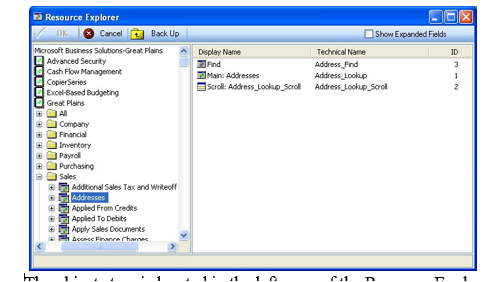 Resource Explorer
OK Cancel Back Up Show Expanded Fields
Microsoft Business Solutions-Great Plains
Advanced Security
Cash Flow Management
CopierSeries
Excel-Based Budgeting
Great Plains
All
Company
Financial
Inventory
Payroll
Purchasing
Sales
Additional Sales Tax and Writeoff
Addresses
Applied From Credits
Applied To Debits
Apply Sales Documents
Assess Finance Charges
Display Name Technical Name ID
Find Address_Find 3
Main: Addresses Address_Lookup 1
Scroll: Address_Lookup_Scroll Address_Lookup_Scroll 2